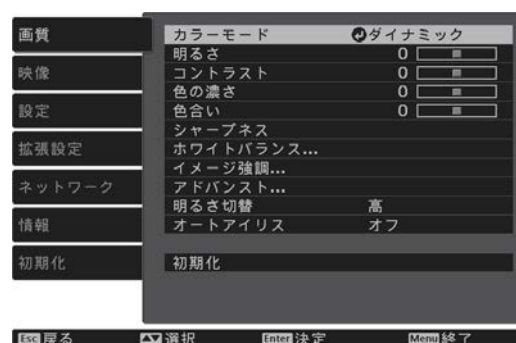 画質
映像
設定
拡張設定
ネットワーク
情報
初期化
カラーモード ダイナミック
明るさ 0
コントラスト 0
色の濃さ 0
色合い 0
シャープネス
ホワイトバランス...
イメージ強調...
アドバンスト...
明るさ切替 高
オートアイリス オフ
初期化
Esc 戻る 選択 Enter 決定 Menu 終了